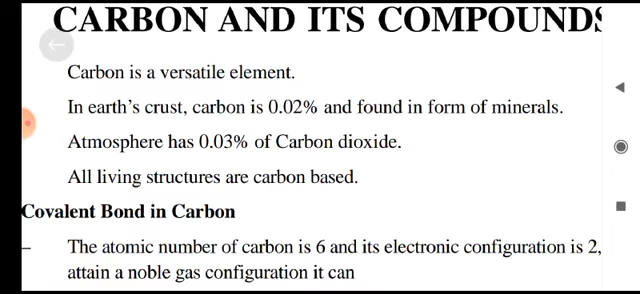 CARBON AND ITS COMPOUNDS
Carbon is a versatile element.
In earth's crust, carbon is 0.02% and found in form of minerals.
Atmosphere has 0.03% of Carbon dioxide.
All living structures are carbon based.
Covalent Bond in Carbon
– The atomic number of carbon is 6 and its electronic configuration is 2,
attain a noble gas configuration it can